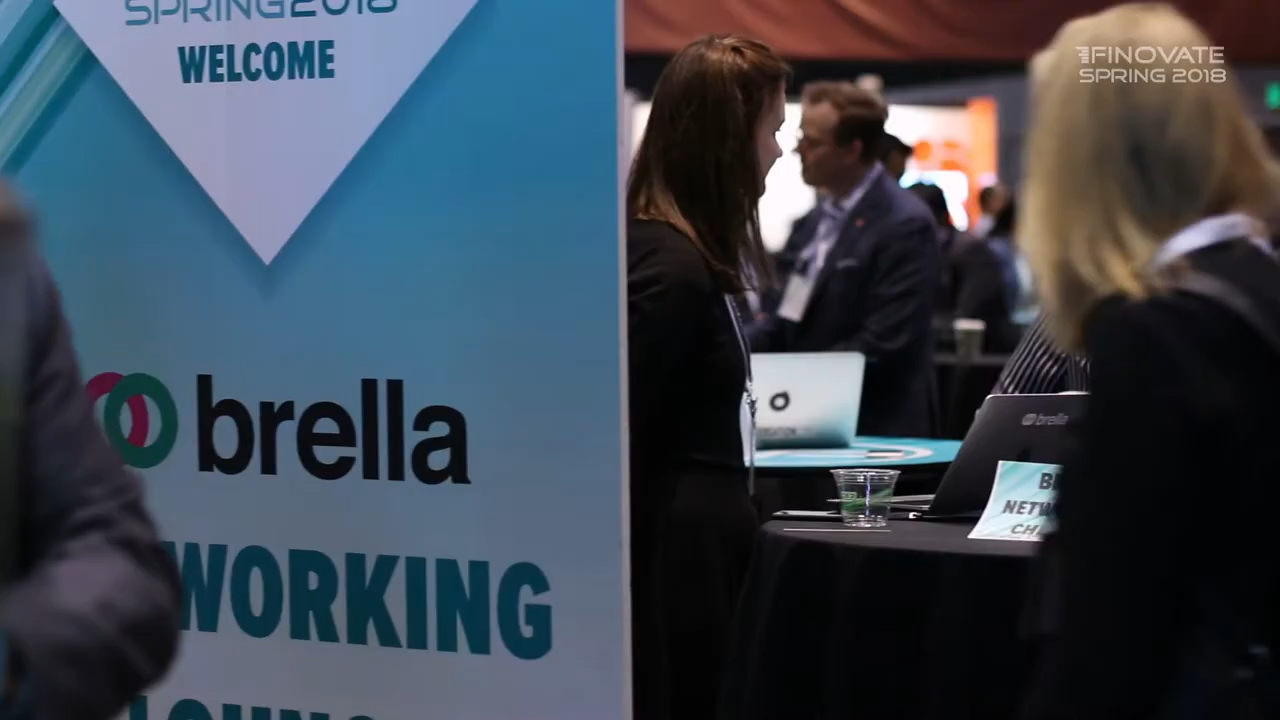 SPRING2018
WELCOME
FINOVATE
SPRING 2018
brella
brella
WORKING